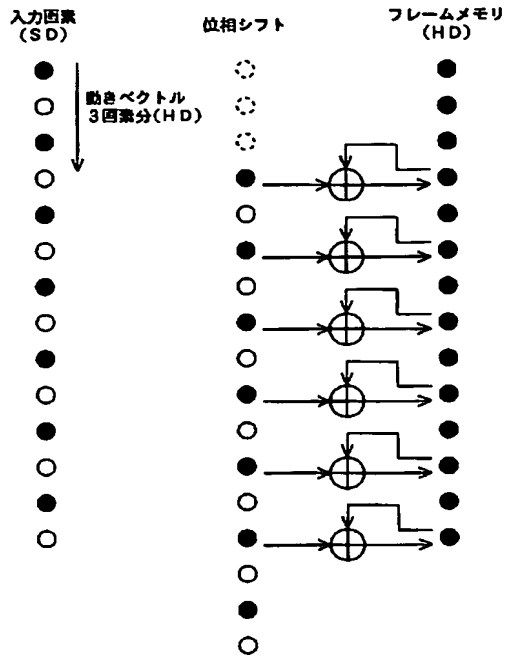 入力画素
(SD)
位相シフト
フレームメモリ
(HD)
動きベクトル
3画素分(HD)